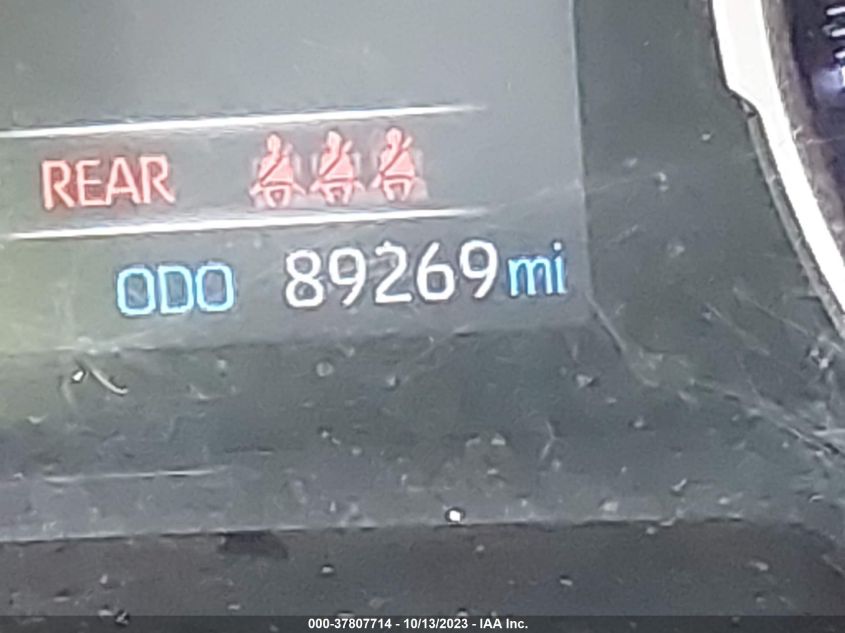 REAR
ODO 89269 mi
000-37807714 - 10/13/2023 - IAA Inc.